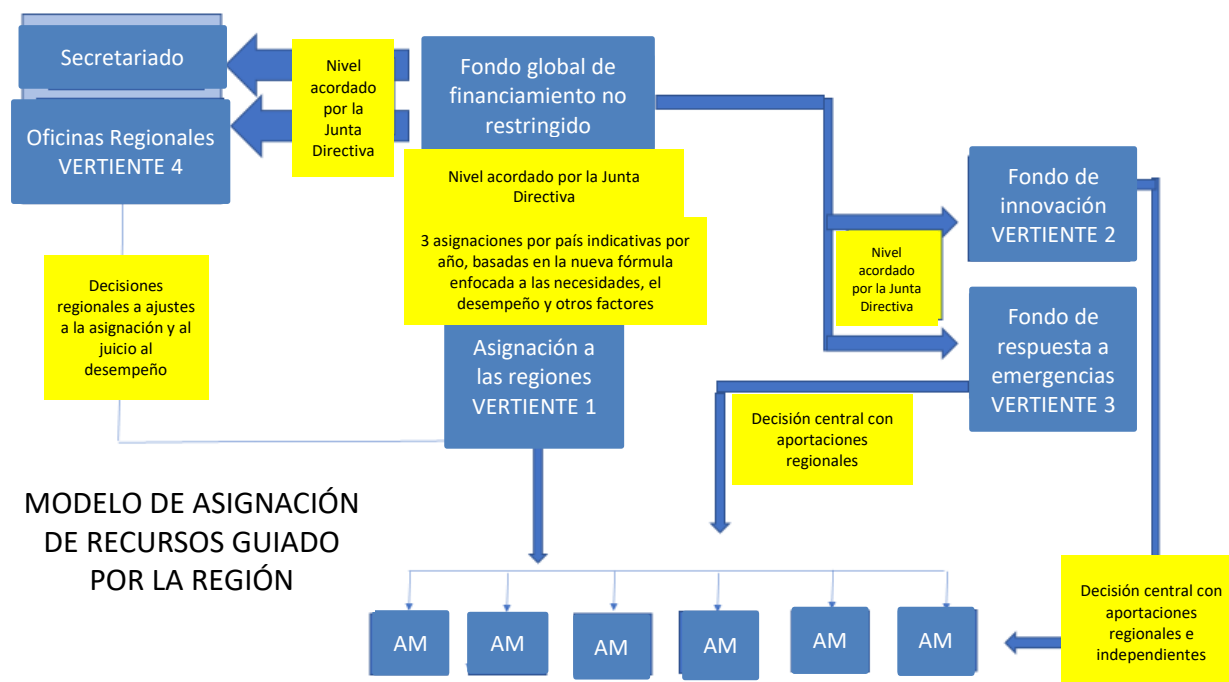 Secretariado
Oficinas Regionales
VERTIENTE 4
Nivel
acordado
por la
Junta
Directiva
Fondo global de
financiamiento no
restringido
Nivel acordado por la Junta
Directiva
3 asignaciones por país indicativas por
año, basadas en la nueva fórmula
enfocada a las necesidades, el
desempeño y otros factores
Asignación a
las regiones
VERTIENTE 1
Fondo de
innovación
VERTIENTE 2
Nivel
acordado
por la Junta
Directiva
Fondo de
respuesta a
emergencias
VERTIENTE 3
Decisiones
regionales a ajustes
a la asignación y al
juicio al
desempeño
Decisión central con
aportaciones
regionales
MODELO DE ASIGNACIÓN
DE RECURSOS GUIADO
POR LA REGIÓN
AM
AM
AM
AM
AM
AM
Decisión central con
aportaciones
regionales e
independientes